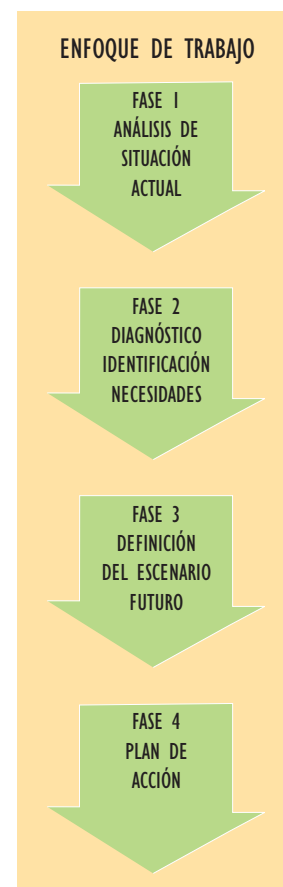 ENFOQUE DE TRABAJO
FASE 1
ANÁLISIS DE
SITUACIÓN
ACTUAL
FASE 2
DIAGNÓSTICO
IDENTIFICACIÓN
NECESIDADES
FASE 3
DEFINICIÓN
DEL ESCENARIO
FUTURO
FASE 4
PLAN DE
ACCIÓN